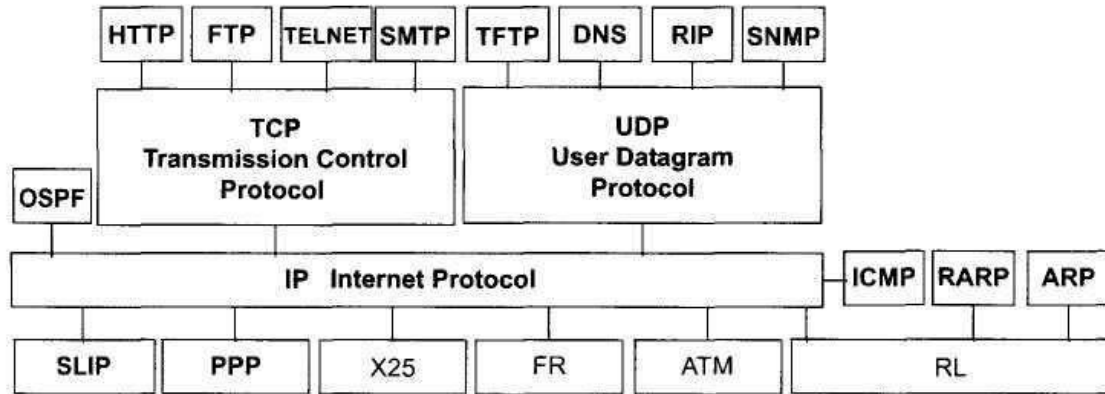 HTTP FTP TELNET SMTP TFTP DNS RIP SNMP
TCP
Transmission Control
Protocol
UDP
User Datagram
Protocol
OSPF
IP Internet Protocol
ICMP RARP ARP
SLIP PPP X25 FR ATM RL